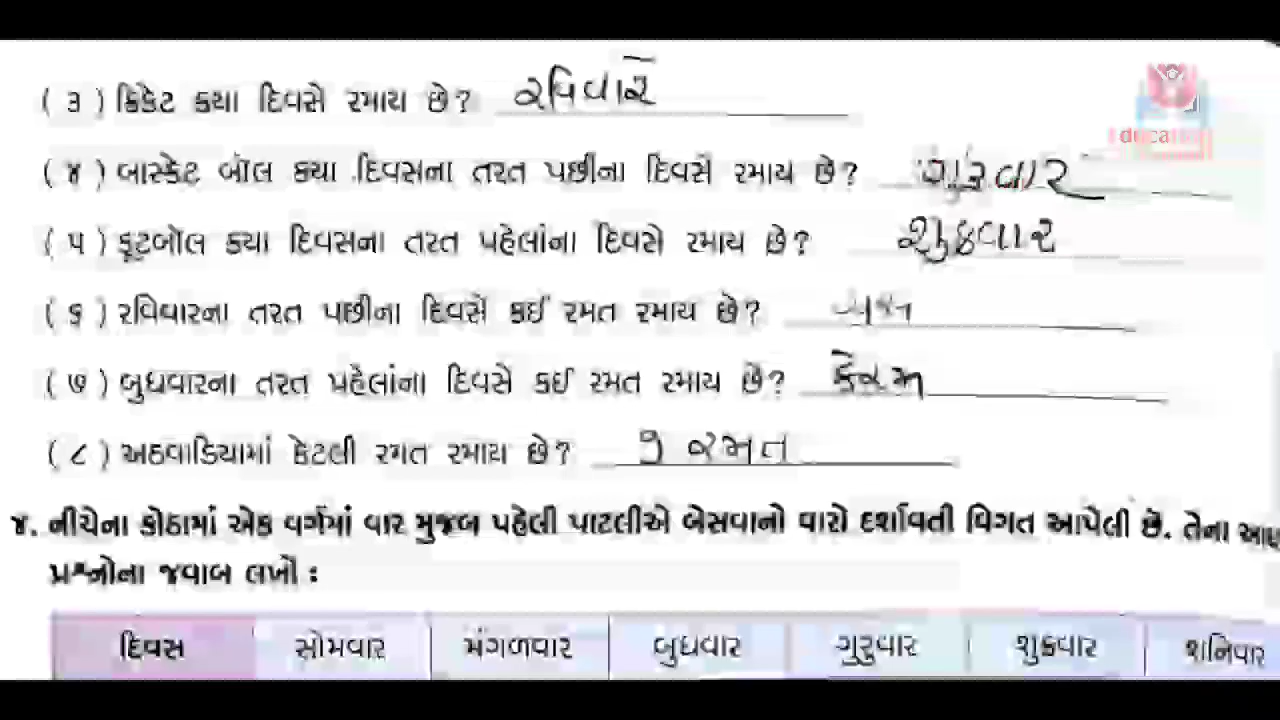 ( ૩ ) ક્રિકેટ કયા દિવસે રમાય છે? રવિવારે
( ૪ ) બાસ્કેટ બૉલ કયા દિવસના તરત પછીના દિવસે રમાય છે? ગુરૂવાર
( ૫ ) ફૂટબૉલ કયા દિવસના તરત પહેલાંના દિવસે રમાય છે? શુક્રવાર
( ૬ ) રવિવારના તરત પછીના દિવસે કઈ રમત રમાય છે?
( ૭ ) બુધવારના તરત પહેલાંના દિવસે કઈ રમત રમાય છે? કેરમ
( ૮ ) અઠવાડિયામાં કેટલી રમત રમાય છે? ૭ રમત
૪. નીચેના કોઠામાં એક વર્ગમાં વાર મુજબ પહેલી પાટલીએ બેસવાનો વારો દર્શાવતી વિગત આપેલી છે. તેના
પ્રશ્નોના જવાબ લખો :
દિવસ સોમવાર મંગળવાર બુધવાર ગુરુવાર શુક્રવાર શનિવાર